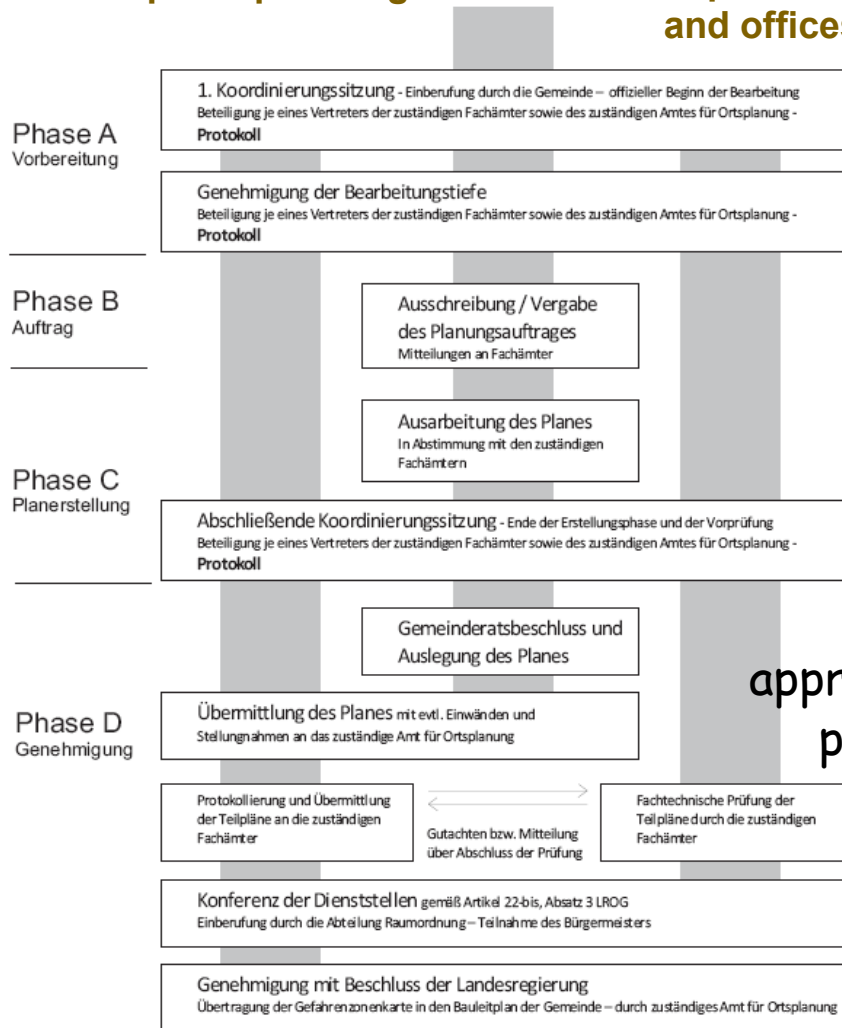 and offices
Phase A
Vorbereitung
1. Koordinierungssitzung - Einberufung durch die Gemeinde – offizieller Beginn der Bearbeitung
Beteiligung je eines Vertreters der zuständigen Fachämter sowie des zuständigen Amtes für Ortsplanung -
Protokoll
Genehmigung der Bearbeitungstiefe
Beteiligung je eines Vertreters der zuständigen Fachämter sowie des zuständigen Amtes für Ortsplanung -
Protokoll
Phase B
Auftrag
Ausschreibung / Vergabe
des Planungsauftrages
Mitteilungen an Fachämter
Phase C
Planerstellung
Ausarbeitung des Planes
In Abstimmung mit den zuständigen
Fachämtern
Abschließende Koordinierungssitzung - Ende der Erstellungsphase und der Vorprüfung
Beteiligung je eines Vertreters der zuständigen Fachämter sowie des zuständigen Amtes für Ortsplanung -
Protokoll
Phase D
Genehmigung
Gemeinderatsbeschluss und
Auslegung des Planes
Übermittlung des Planes mit evtl. Einwänden und
Stellungnahmen an das zuständige Amt für Ortsplanung
Protokollierung und Übermittlung
der Teilpläne an die zuständigen
Fachämter
Gutachten bzw. Mitteilung
über Abschluss der Prüfung
Fachtechnische Prüfung der
Teilpläne durch die zuständigen
Fachämter
Konferenz der Dienststellen gemäß Artikel 22-bis, Absatz 3 LROG
Einberufung durch die Abteilung Raumordnung – Teilnahme des Bürgermeisters
Genehmigung mit Beschluss der Landesregierung
Übertragung der Gefahrenzonenkarte in den Bauleitplan der Gemeinde – durch zuständiges Amt für Ortsplanung